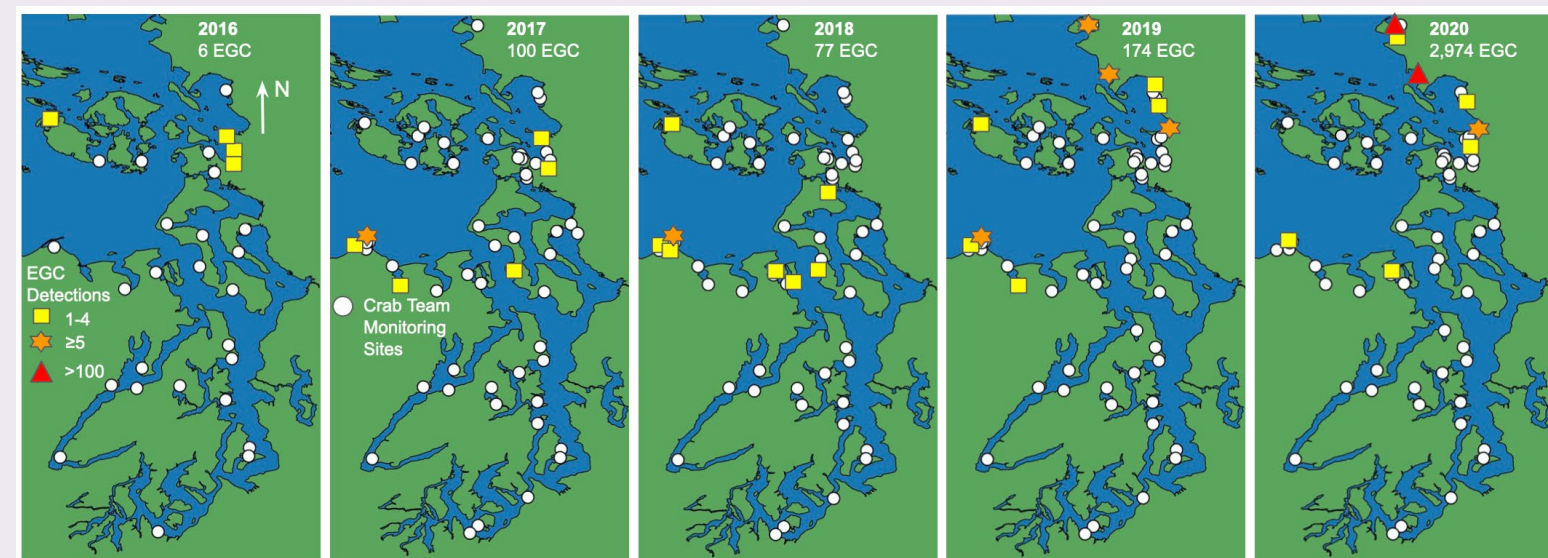 2016
6 EGC
N
EGC
Detections
1-4
≥5
>100
2017
100 EGC
Crab Team
Monitoring
Sites
2018
77 EGC
2019
174 EGC
2020
2,974 EGC